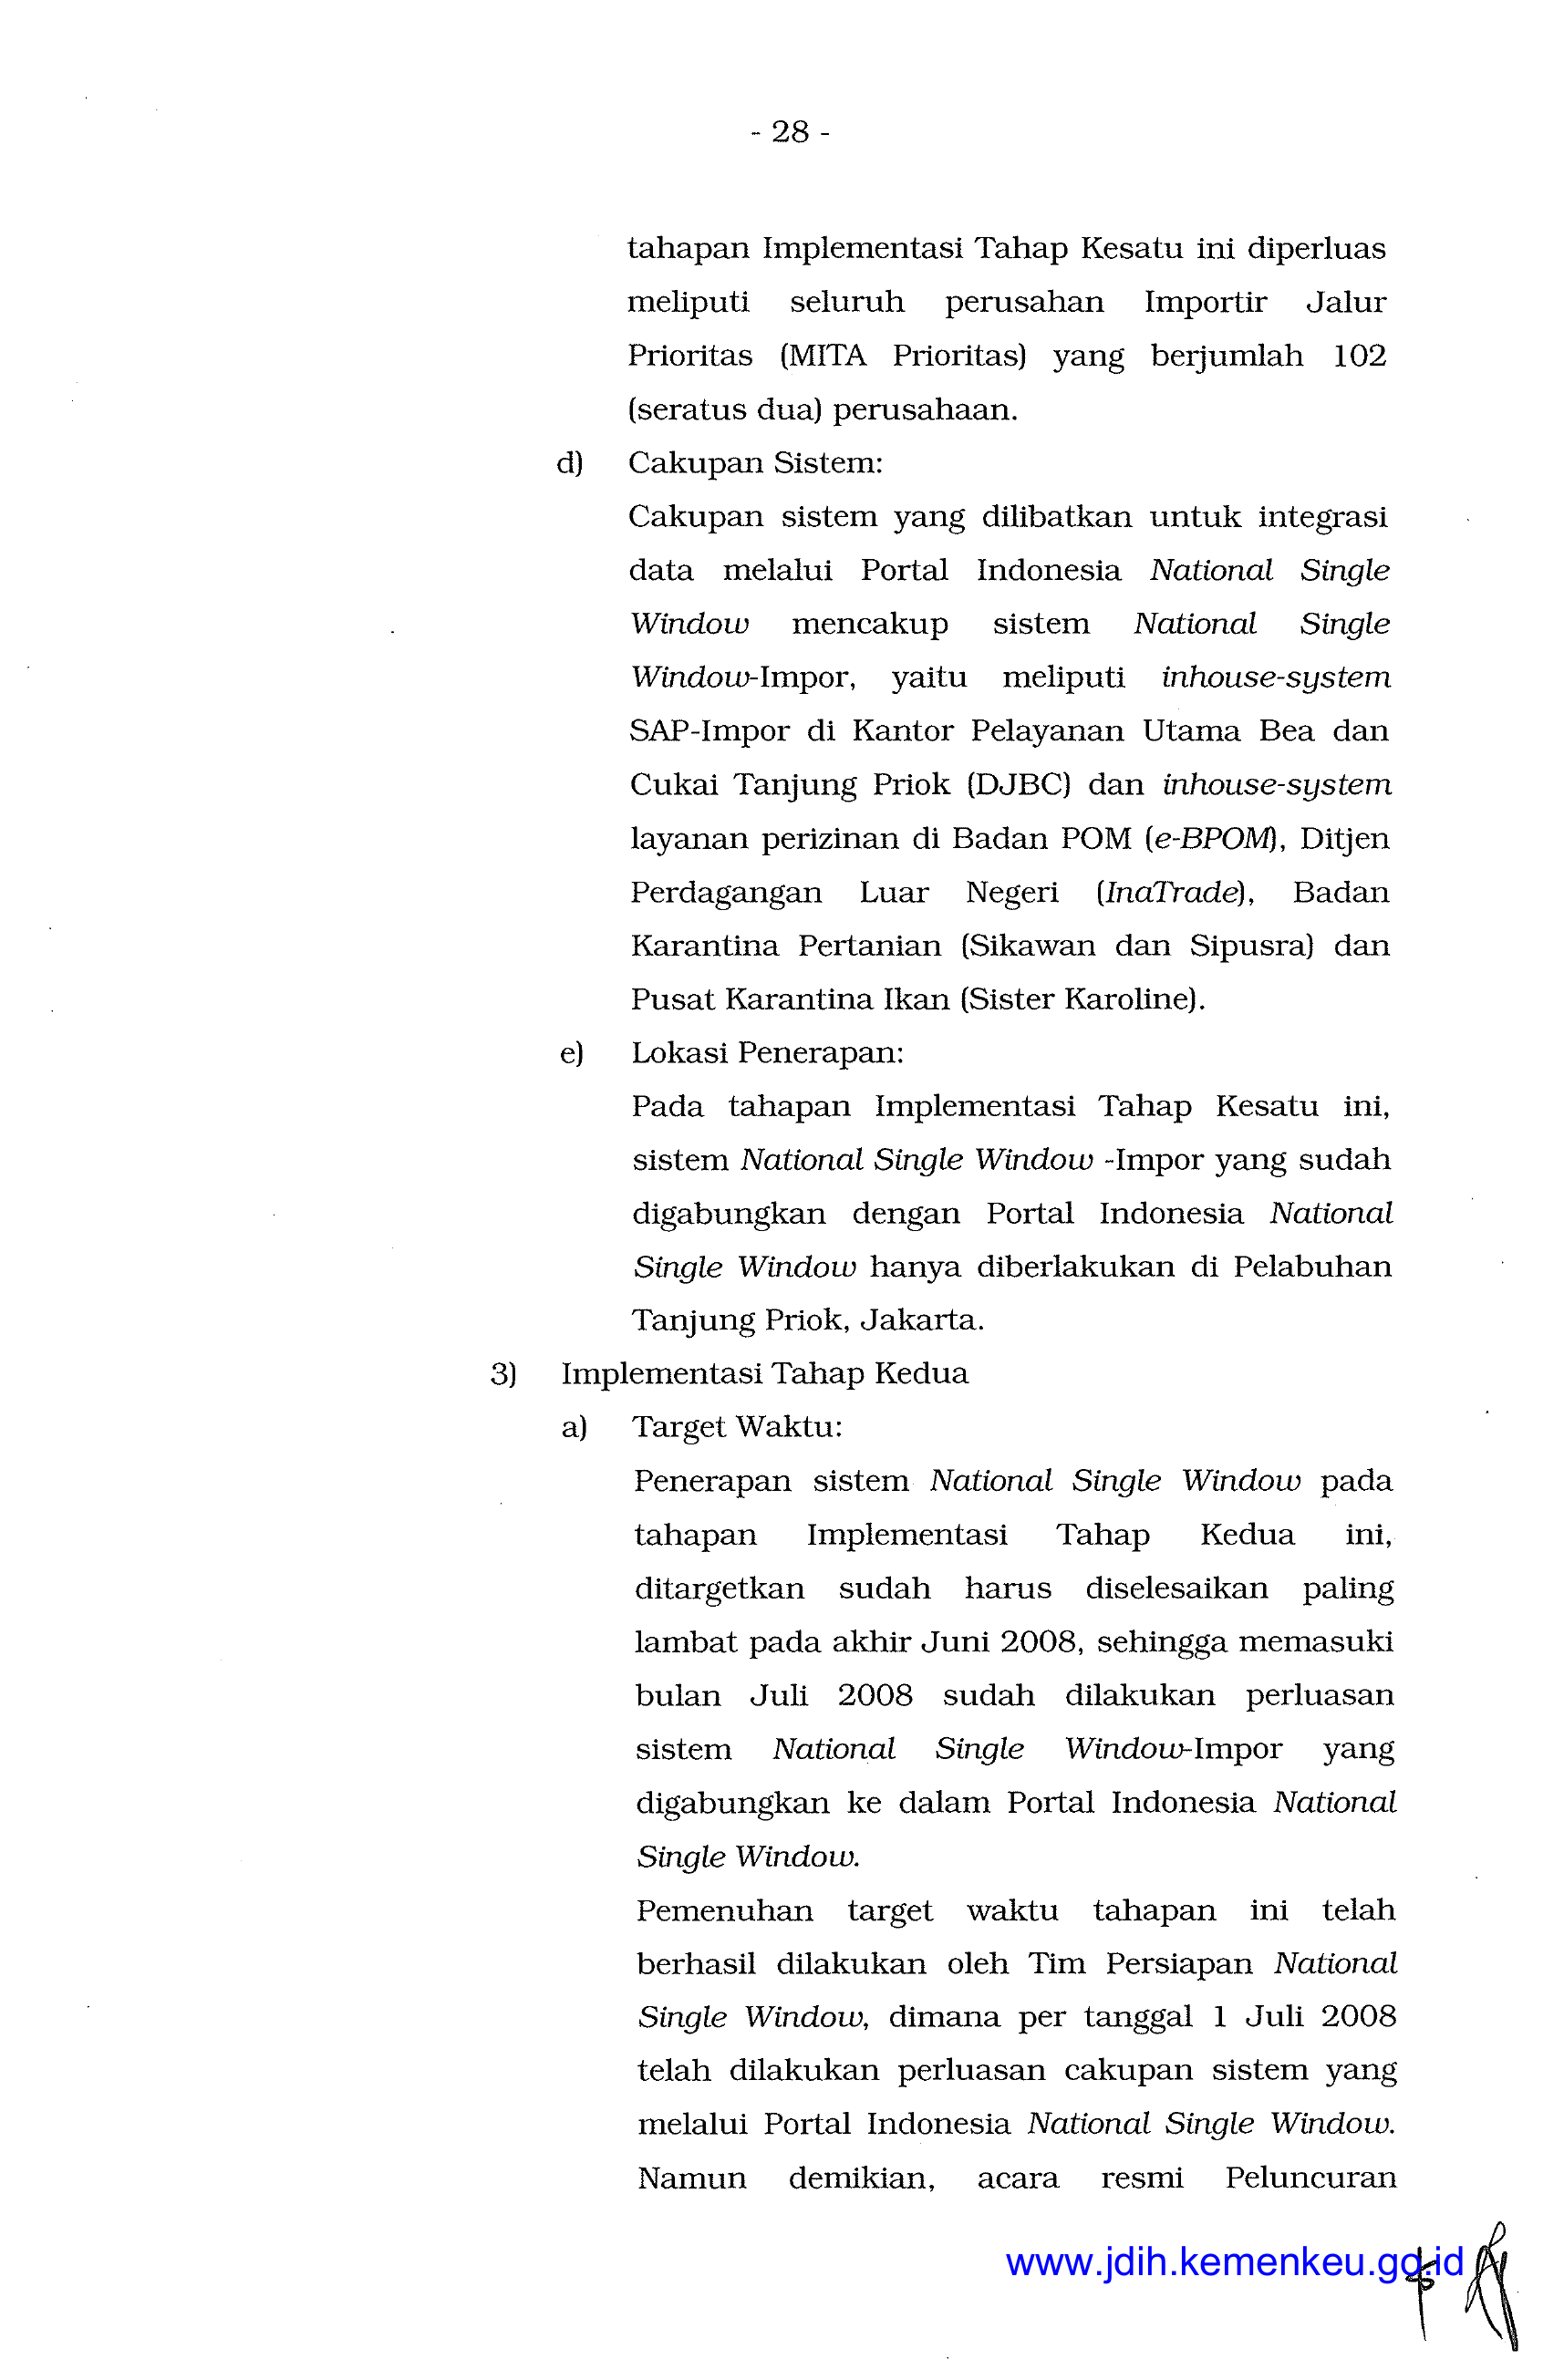 - 28 -
tahapan Implementasi Tahap Kesatu ini diperluas
meliputi seluruh perusahan Importir Jalur
Prioritas (MITA Prioritas) yang berjumlah 102
(seratus dua) perusahaan.
d) Cakupan Sistem:
Cakupan sistem yang dilibatkan untuk integrasi
data melalui Portal Indonesia National Single
Window mencakup sistem National Single
Window-Impor, yaitu meliputi inhouse-system
SAP-Impor di Kantor Pelayanan Utama Bea dan
Cukai Tanjung Priok (DJBC) dan inhouse-system
layanan perizinan di Badan POM (e-BPOM), Ditjen
Perdagangan Luar Negeri (InaTrade), Badan
Karantina Pertanian (Sikawan dan Sipusra) dan
Pusat Karantina Ikan (Sister Karoline).
e) Lokasi Penerapan:
Pada tahapan Implementasi Tahap Kesatu ini,
sistem National Single Window -Impor yang sudah
digabungkan dengan Portal Indonesia National
Single Window hanya diberlakukan di Pelabuhan
Tanjung Priok, Jakarta.
3) Implementasi Tahap Kedua
a) Target Waktu:
Penerapan sistem National Single Window pada
tahapan Implementasi Tahap Kedua ini,
ditargetkan sudah harus diselesaikan paling
lambat pada akhir Juni 2008, sehingga memasuki
bulan Juli 2008 sudah dilakukan perluasan
sistem National Single Window-Impor yang
digabungkan ke dalam Portal Indonesia National
Single Window.
Pemenuhan target waktu tahapan ini telah
berhasil dilakukan oleh Tim Persiapan National
Single Window, dimana per tanggal 1 Juli 2008
telah dilakukan perluasan cakupan sistem yang
melalui Portal Indonesia National Single Window.
Namun demikian, acara resmi Peluncuran
www.jdih.kemenkeu.go.id